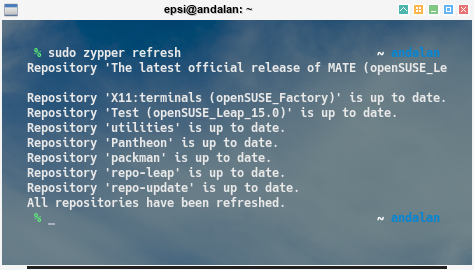 epsi@andalan: ~
% sudo zypper refresh ~ andalan
Repository 'The latest official release of MATE (openSUSE_Le
Repository 'X11:terminals (openSUSE_Factory)' is up to date.
Repository 'Test (openSUSE_Leap_15.0)' is up to date.
Repository 'utilities' is up to date.
Repository 'Pantheon' is up to date.
Repository 'packman' is up to date.
Repository 'repo-leap' is up to date.
Repository 'repo-update' is up to date.
All repositories have been refreshed.
% _ ~ andalan